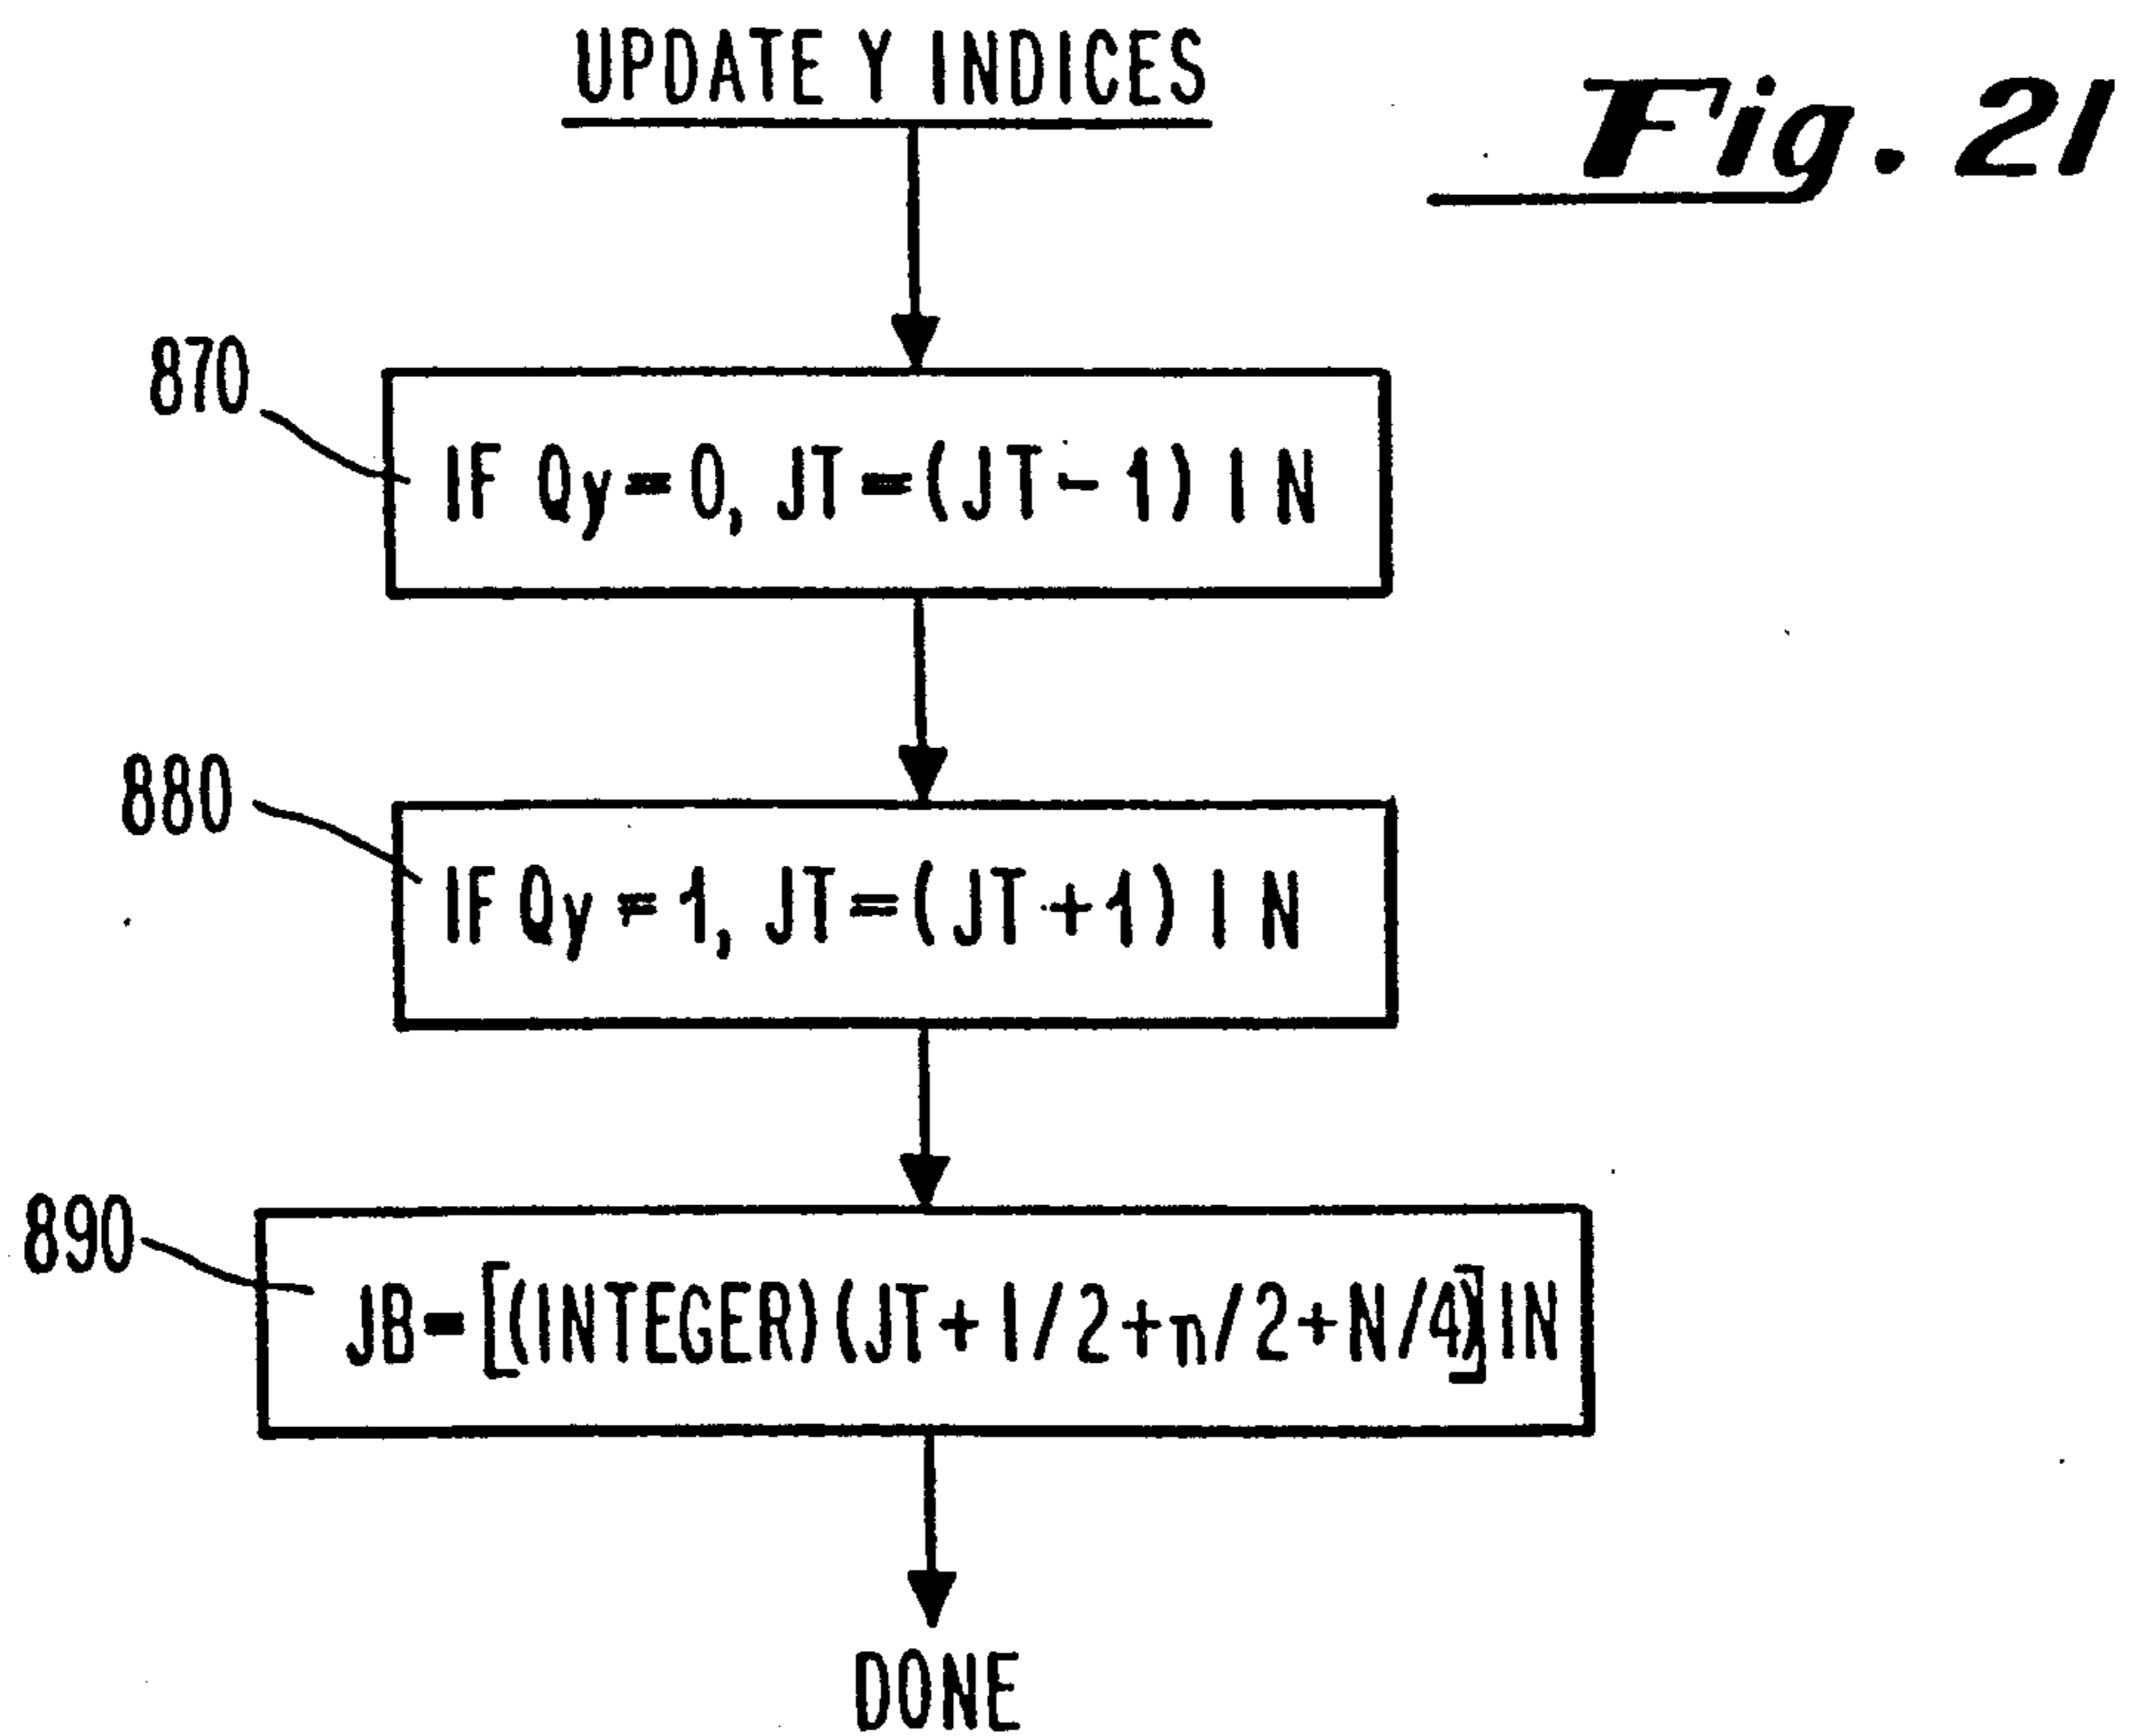 UPDATE Y INDICES
Fig. 21
870
IF Qy=0, JT=(JT-1) | N
880
IF Qy=1, JT=(JT+1) | N
890
JB=[(INTEGER)(JT+1/2+n/2+N/4)]|N
DONE